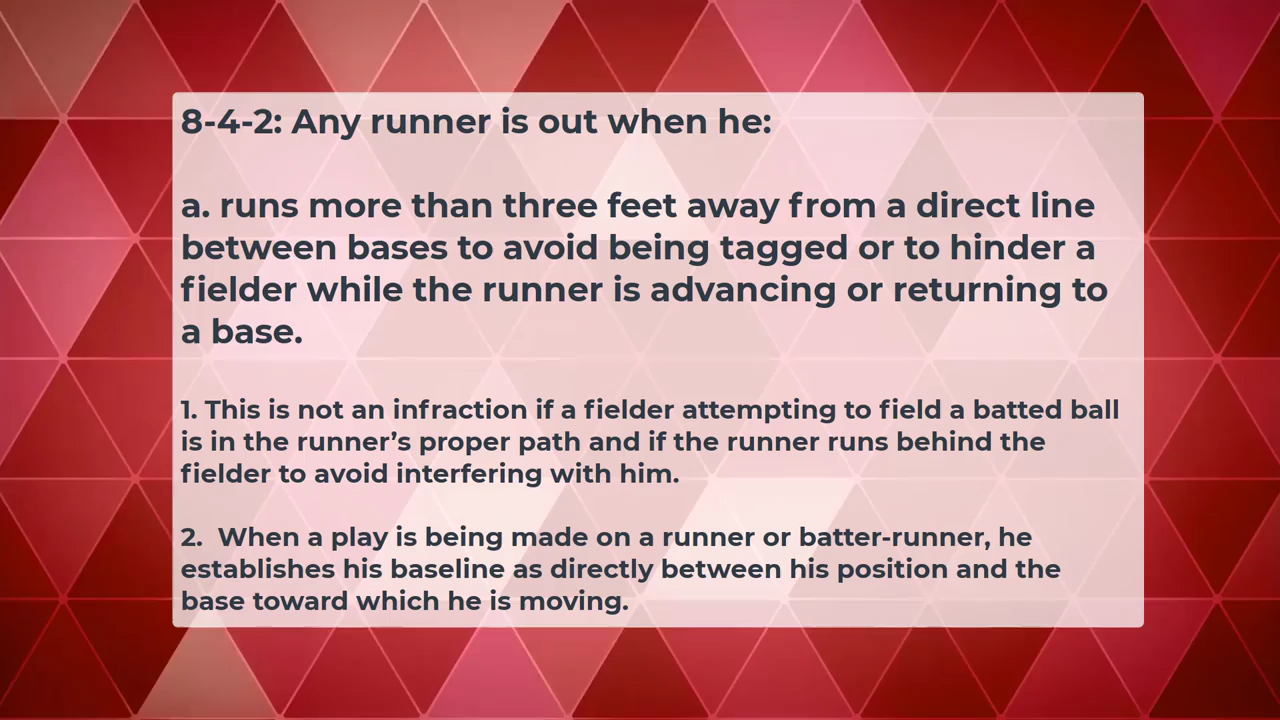 8-4-2: Any runner is out when he:
a. runs more than three feet away from a direct line
between bases to avoid being tagged or to hinder a
fielder while the runner is advancing or returning to
a base.
1. This is not an infraction if a fielder attempting to field a batted ball
is in the runner’s proper path and if the runner runs behind the
fielder to avoid interfering with him.
2.  When a play is being made on a runner or batter-runner, he
establishes his baseline as directly between his position and the
base toward which he is moving.